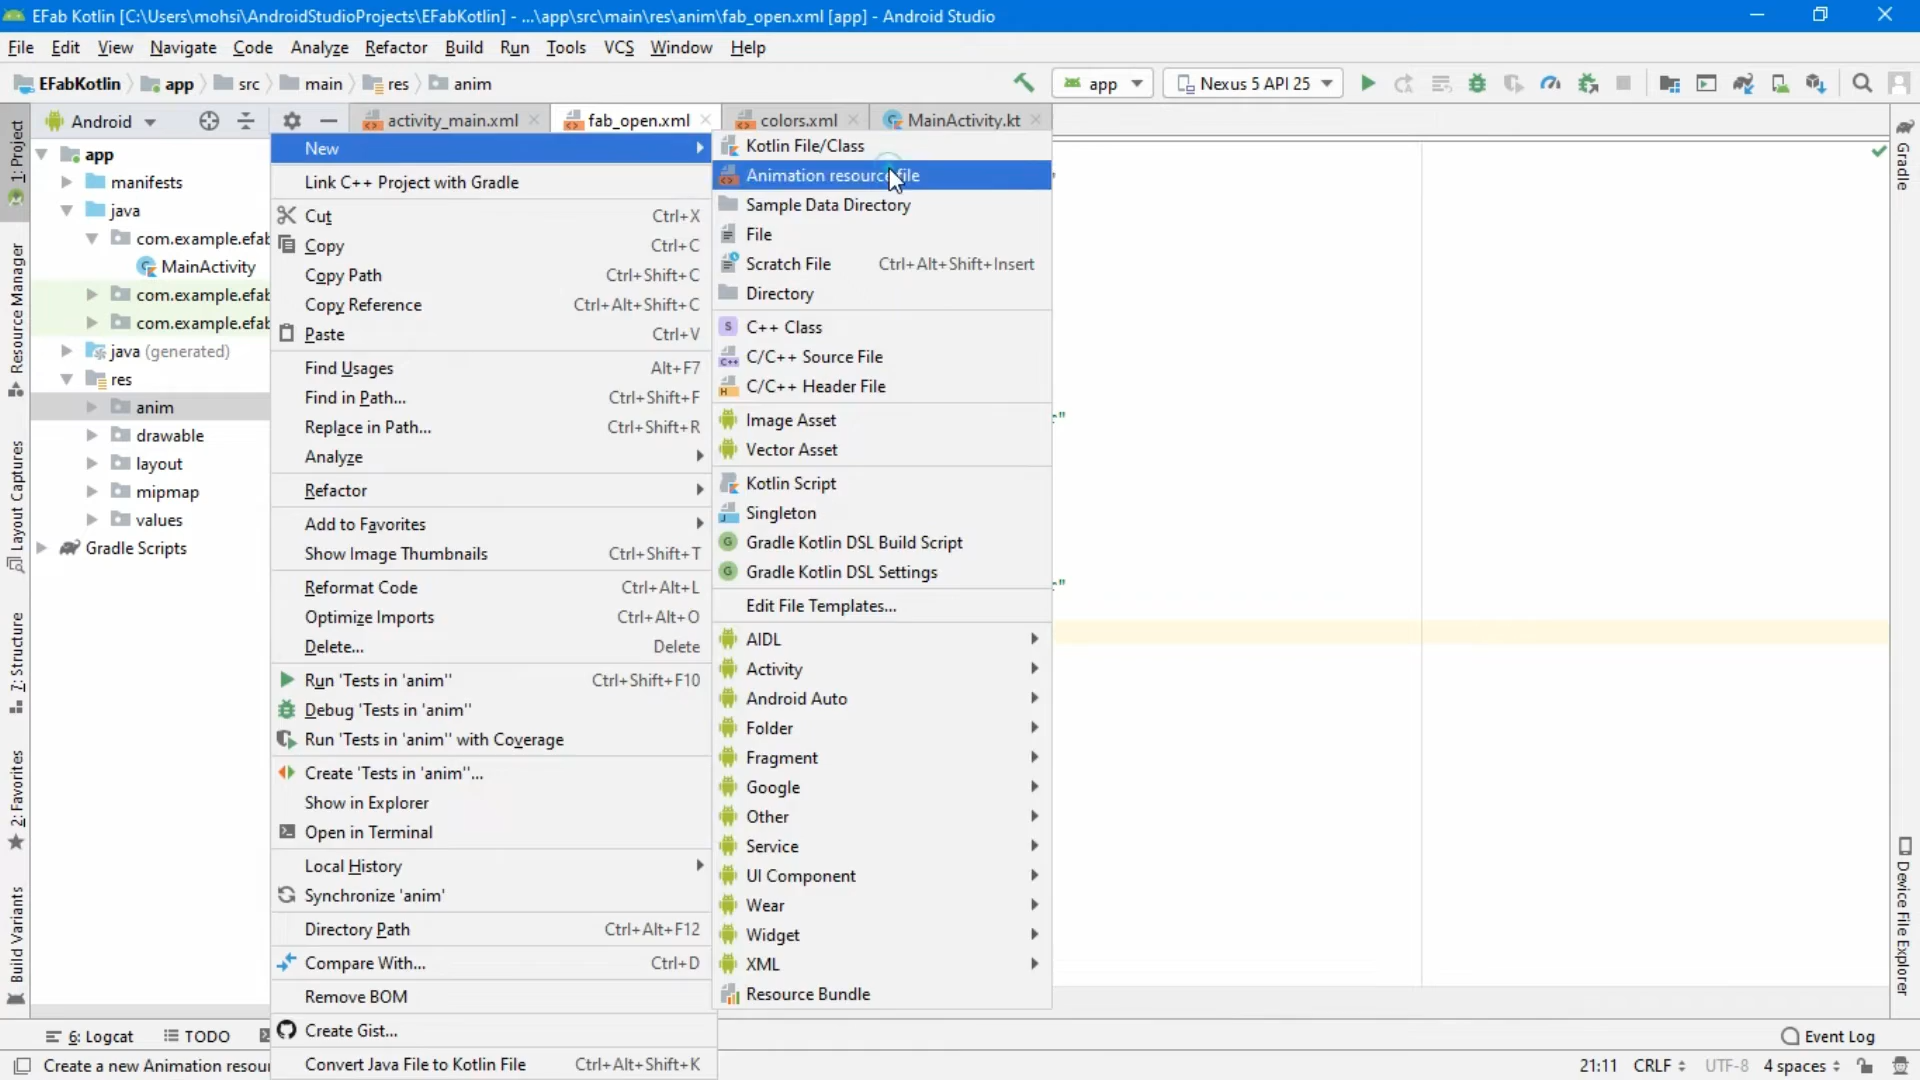 EFab Kotlin [C:\Users\mohsi\AndroidStudioProjects\EFabKotlin] - ...\app\src\main\res\anim\fab_open.xml [app] - Android Studio
File Edit View Navigate Code Analyze Refactor Build Run Tools VCS Window Help
EFabKotlin app src main res anim app Nexus 5 API 25
Android activity_main.xml fab_open.xml colors.xml MainActivity.kt
1: Project
Resource Manager
Layout Captures
7: Structure
2: Favorites
Build Variants
app
manifests
java
com.example.efab
MainActivity
com.example.efab
com.example.efab
java (generated)
res
anim
drawable
layout
mipmap
values
Gradle Scripts
New
Link C++ Project with Gradle
Cut Ctrl+X
Copy Ctrl+C
Copy Path Ctrl+Shift+C
Copy Reference Ctrl+Alt+Shift+C
Paste Ctrl+V
Find Usages Alt+F7
Find in Path... Ctrl+Shift+F
Replace in Path... Ctrl+Shift+R
Analyze
Refactor
Add to Favorites
Show Image Thumbnails Ctrl+Shift+T
Reformat Code Ctrl+Alt+L
Optimize Imports Ctrl+Alt+O
Delete... Delete
Run 'Tests in 'anim'' Ctrl+Shift+F10
Debug 'Tests in 'anim''
Run 'Tests in 'anim'' with Coverage
Create 'Tests in 'anim''...
Show in Explorer
Open in Terminal
Local History
Synchronize 'anim'
Directory Path Ctrl+Alt+F12
Compare With... Ctrl+D
Remove BOM
Create Gist...
Convert Java File to Kotlin File Ctrl+Alt+Shift+K
Kotlin File/Class
Animation resource file
Sample Data Directory
File
Scratch File Ctrl+Alt+Shift+Insert
Directory
C++ Class
C/C++ Source File
C/C++ Header File
Image Asset
Vector Asset
Kotlin Script
Singleton
Gradle Kotlin DSL Build Script
Gradle Kotlin DSL Settings
Edit File Templates...
AIDL
Activity
Android Auto
Folder
Fragment
Google
Other
Service
UI Component
Wear
Widget
XML
Resource Bundle
Gradle
Device File Explorer
6: Logcat TODO Event Log
Create a new Animation resou 21:11 CRLF UTF-8 4 spaces